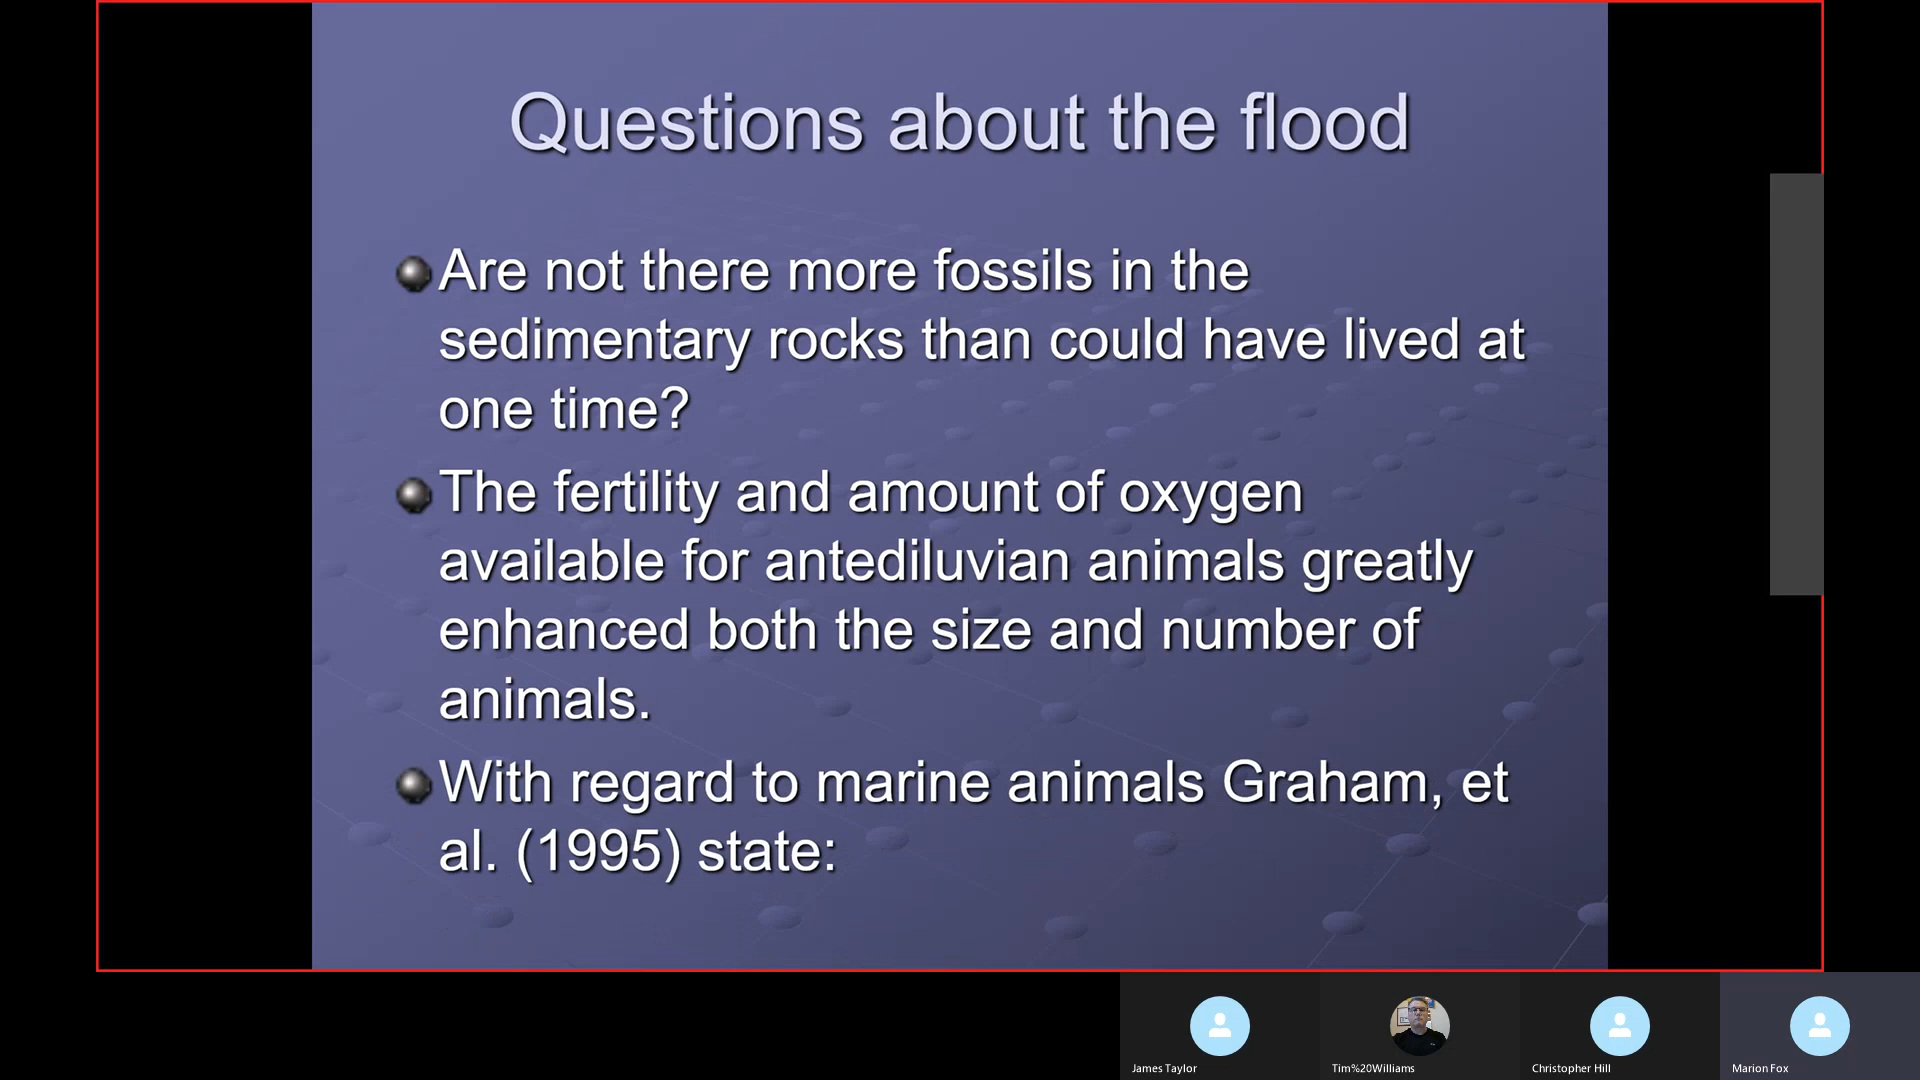 Questions about the flood
Are not there more fossils in the
sedimentary rocks than could have lived at
one time?
The fertility and amount of oxygen
available for antediluvian animals greatly
enhanced both the size and number of
animals.
With regard to marine animals Graham, et
al. (1995) state:
James Taylor
Tim%20Williams
Christopher Hill
Marion Fox